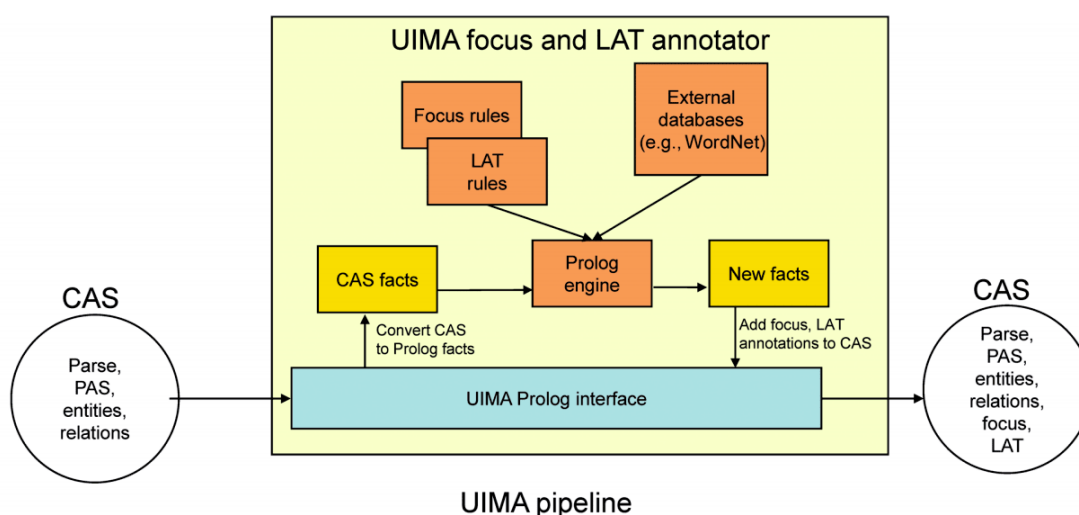 UIMA focus and LAT annotator
Focus rules
LAT
rules
External
databases
(e.g., WordNet)
CAS facts
Prolog
engine
New facts
Convert CAS
to Prolog facts
Add focus, LAT
annotations to CAS
UIMA Prolog interface
CAS
Parse,
PAS,
entities,
relations
CAS
Parse,
PAS,
entities,
relations,
focus,
LAT
UIMA pipeline